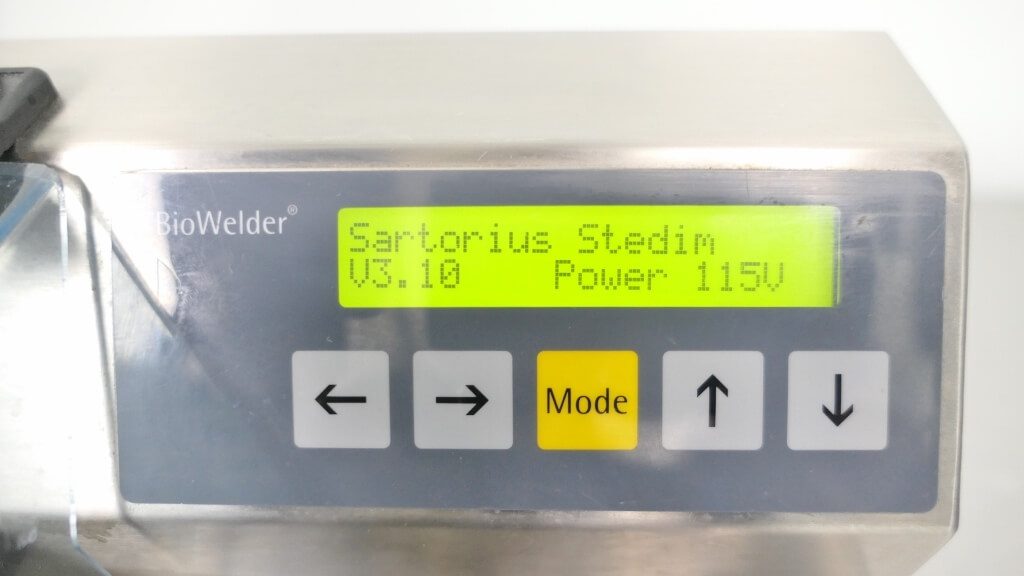 BioWelder®
Sartorius Stedim
V3.10 Power 115V
← → Mode ↑ ↓